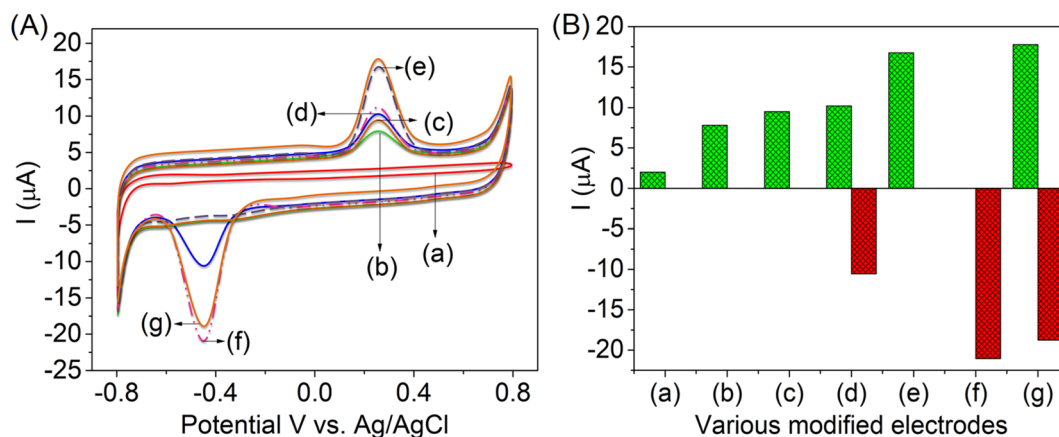 (A)
20
15
10
5
0
-5
-10
-15
-20
-25
I (μA)
(e)
(d)
(c)
(b)
(a)
(g)
(f)
-0.8
-0.4
0.0
0.4
0.8
Potential V vs. Ag/AgCl
(B)
20
15
10
5
0
-5
-10
-15
-20
I (μA)
(a) (b) (c) (d) (e) (f) (g)
Various modified electrodes